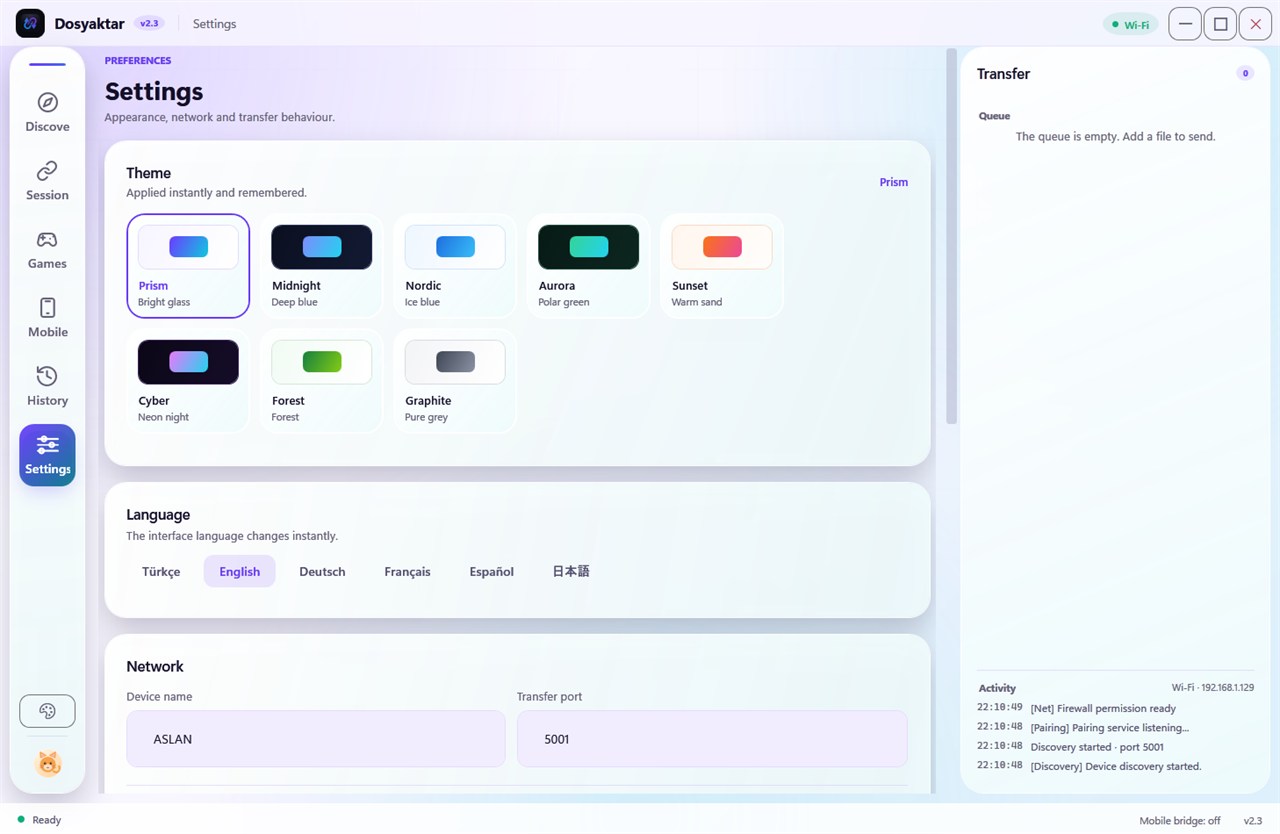 Dosyaktar v2.3 Settings
Wi-Fi
Discove
Session
Games
Mobile
History
Settings
PREFERENCES
Settings
Appearance, network and transfer behaviour.
Theme
Applied instantly and remembered.
Prism
Prism
Bright glass
Midnight
Deep blue
Nordic
Ice blue
Aurora
Polar green
Sunset
Warm sand
Cyber
Neon night
Forest
Forest
Graphite
Pure grey
Language
The interface language changes instantly.
Türkçe English Deutsch Français Español 日本語
Network
Device name
ASLAN
Transfer port
5001
Transfer 0
Queue
The queue is empty. Add a file to send.
Activity Wi-Fi · 192.168.1.129
22:10:49 [Net] Firewall permission ready
22:10:48 [Pairing] Pairing service listening...
22:10:48 Discovery started · port 5001
22:10:48 [Discovery] Device discovery started.
Ready
Mobile bridge: off v2.3